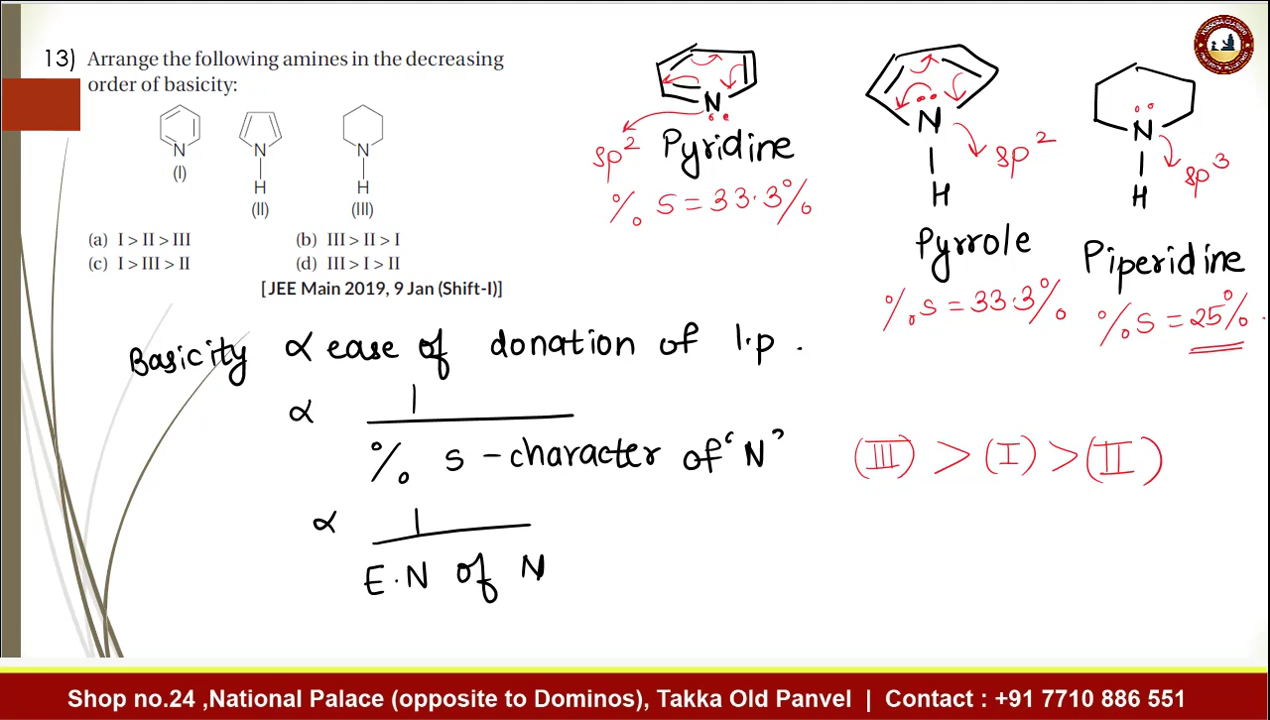 13) Arrange the following amines in the decreasing
order of basicity:
N
(I)
N
H
(II)
N
H
(III)
(a) I > II > III
(b) III > II > I
(c) I > III > II
(d) III > I > II
[JEE Main 2019, 9 Jan (Shift-I)]
N
sp²
Pyridine
% S = 33.3%
N
sp²
H
Pyrrole
% S = 33.3%
N
sp³
H
Piperidine
% S = 25%.
Basicity ∝ ease of donation of l.p.
∝ 1
% s - character of 'N'
∝ 1
E.N of N
(III) > (I) > (II)
Shop no.24 ,National Palace (opposite to Dominos), Takka Old Panvel | Contact : +91 7710 886 551